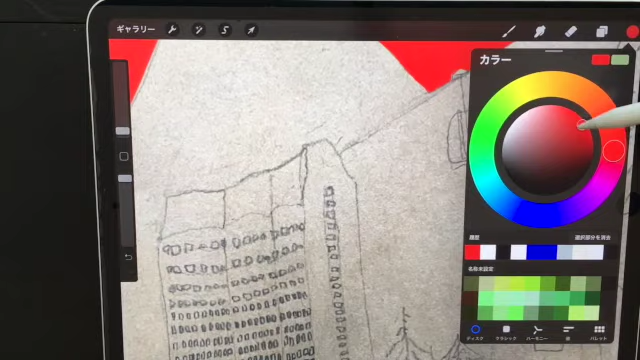 ギャラリー
カラー
履歴
選択部分を消去
名称未設定
ディスク
クラシック
ハーモニー
値
パレット